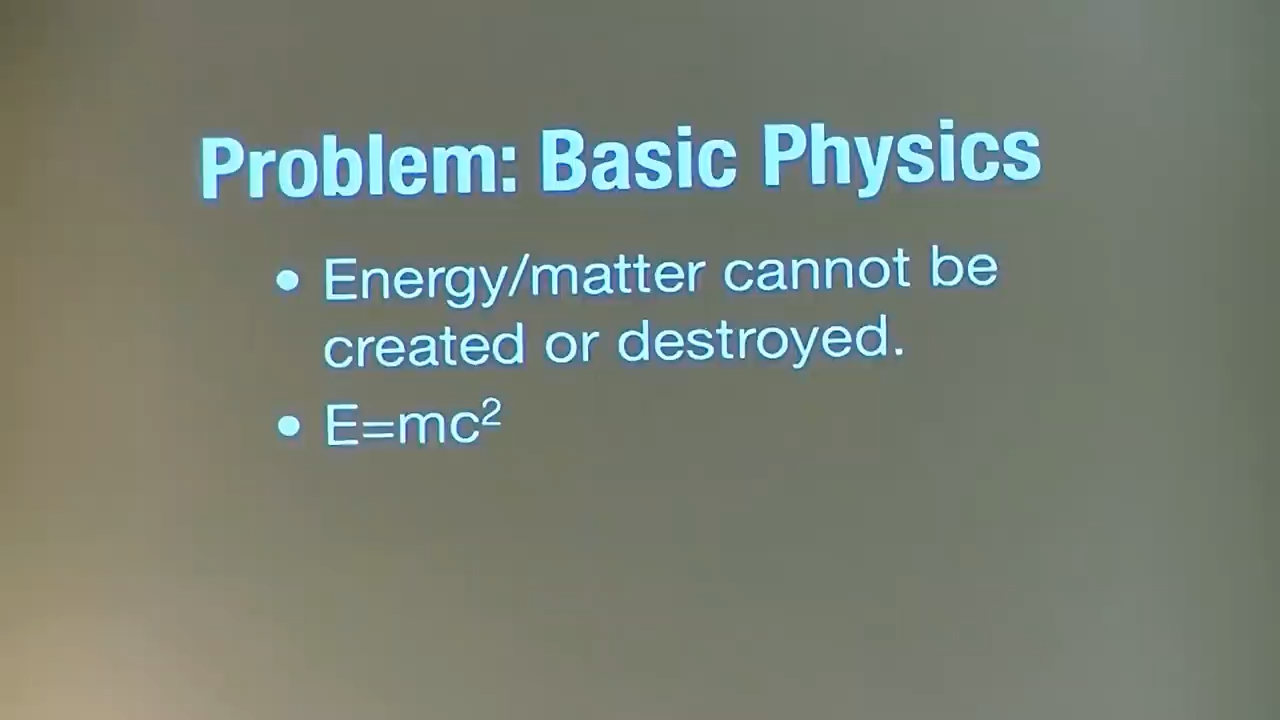 Problem: Basic Physics
• Energy/matter cannot be
created or destroyed.
• E=mc²